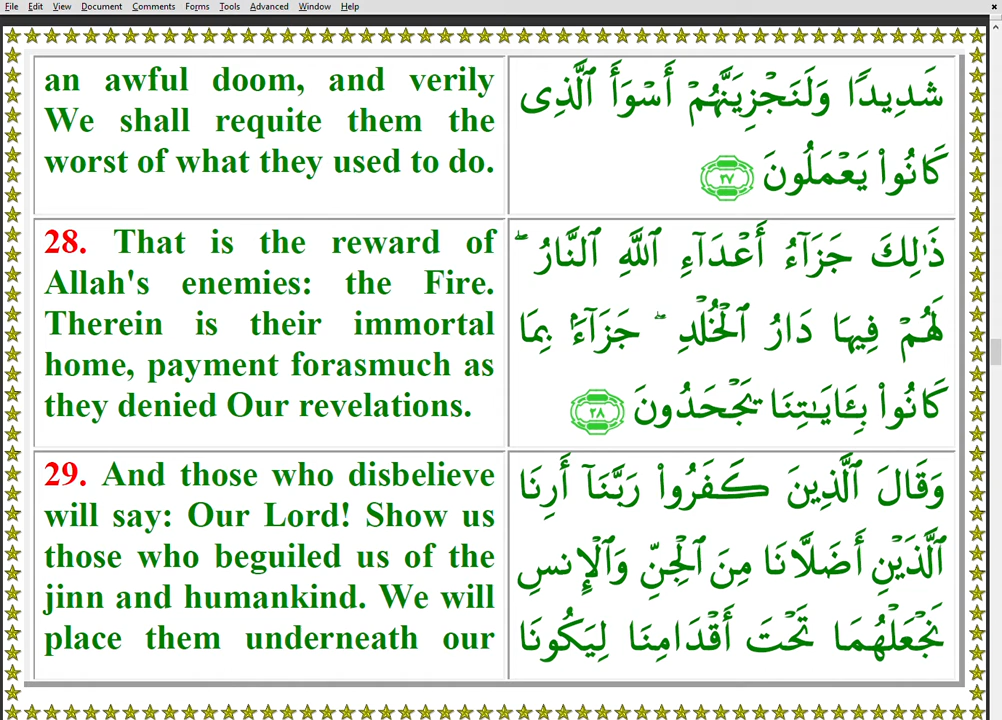 File Edit View Document Comments Forms Tools Advanced Window Help
an awful doom, and verily
We shall requite them the
worst of what they used to do.
شَدِيدًا وَلَنَجْزِيَنَّهُمْ أَسْوَأَ ٱلَّذِى
كَانُوا۟ يَعْمَلُونَ ٢٧
28. That is the reward of
Allah's enemies: the Fire.
Therein is their immortal
home, payment forasmuch as
they denied Our revelations.
ذَٰلِكَ جَزَآءُ أَعْدَآءِ ٱللَّهِ ٱلنَّارُ ۖ
لَهُمْ فِيهَا دَارُ ٱلْخُلْدِ ۖ جَزَآءًۢ بِمَا
كَانُوا۟ بِـَٔايَـٰتِنَا يَجْحَدُونَ ٢٨
29. And those who disbelieve
will say: Our Lord! Show us
those who beguiled us of the
jinn and humankind. We will
place them underneath our
وَقَالَ ٱلَّذِينَ كَفَرُوا۟ رَبَّنَآ أَرِنَا
ٱلَّذَيْنِ أَضَلَّانَا مِنَ ٱلْجِنِّ وَٱلْإِنسِ
نَجْعَلْهُمَا تَحْتَ أَقْدَامِنَا لِيَكُونَا